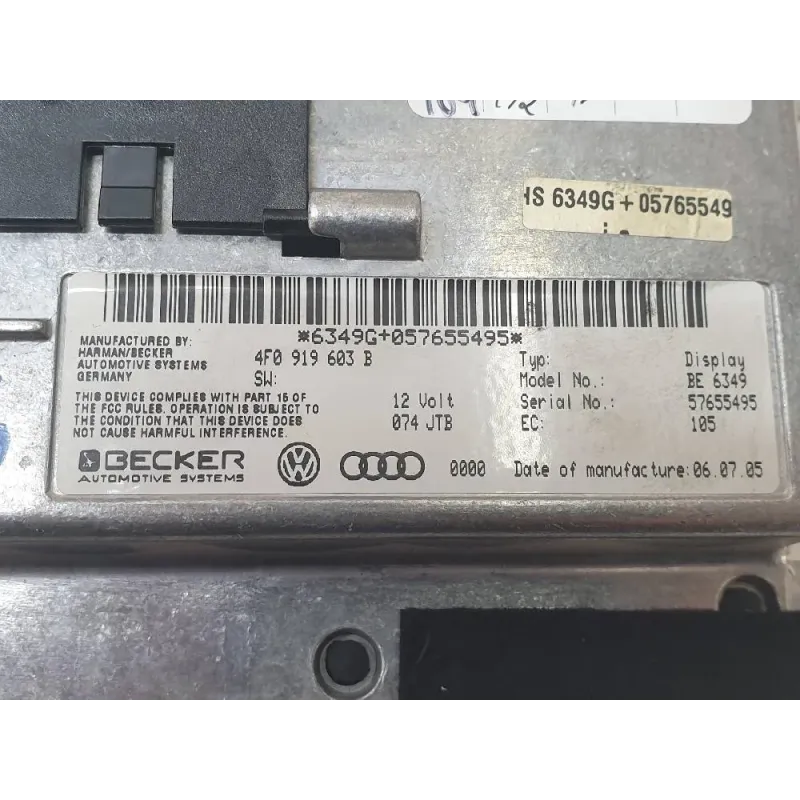 HS 6349G+05765549
*6349G+057655495*
MANUFACTURED BY:
HARMAN/BECKER
AUTOMOTIVE SYSTEMS
GERMANY
4F0 919 603 B
SW:
Typ: Display
Model No.: BE 6349
Serial No.: 57655495
EC: 105
THIS DEVICE COMPLIES WITH PART 15 OF
THE FCC RULES. OPERATION IS SUBJECT TO
THE CONDITION THAT THIS DEVICE DOES
NOT CAUSE HARMFUL INTERFERENCE.
12 Volt
074 JTB
BECKER
AUTOMOTIVE SYSTEMS
0000 Date of manufacture: 06.07.05